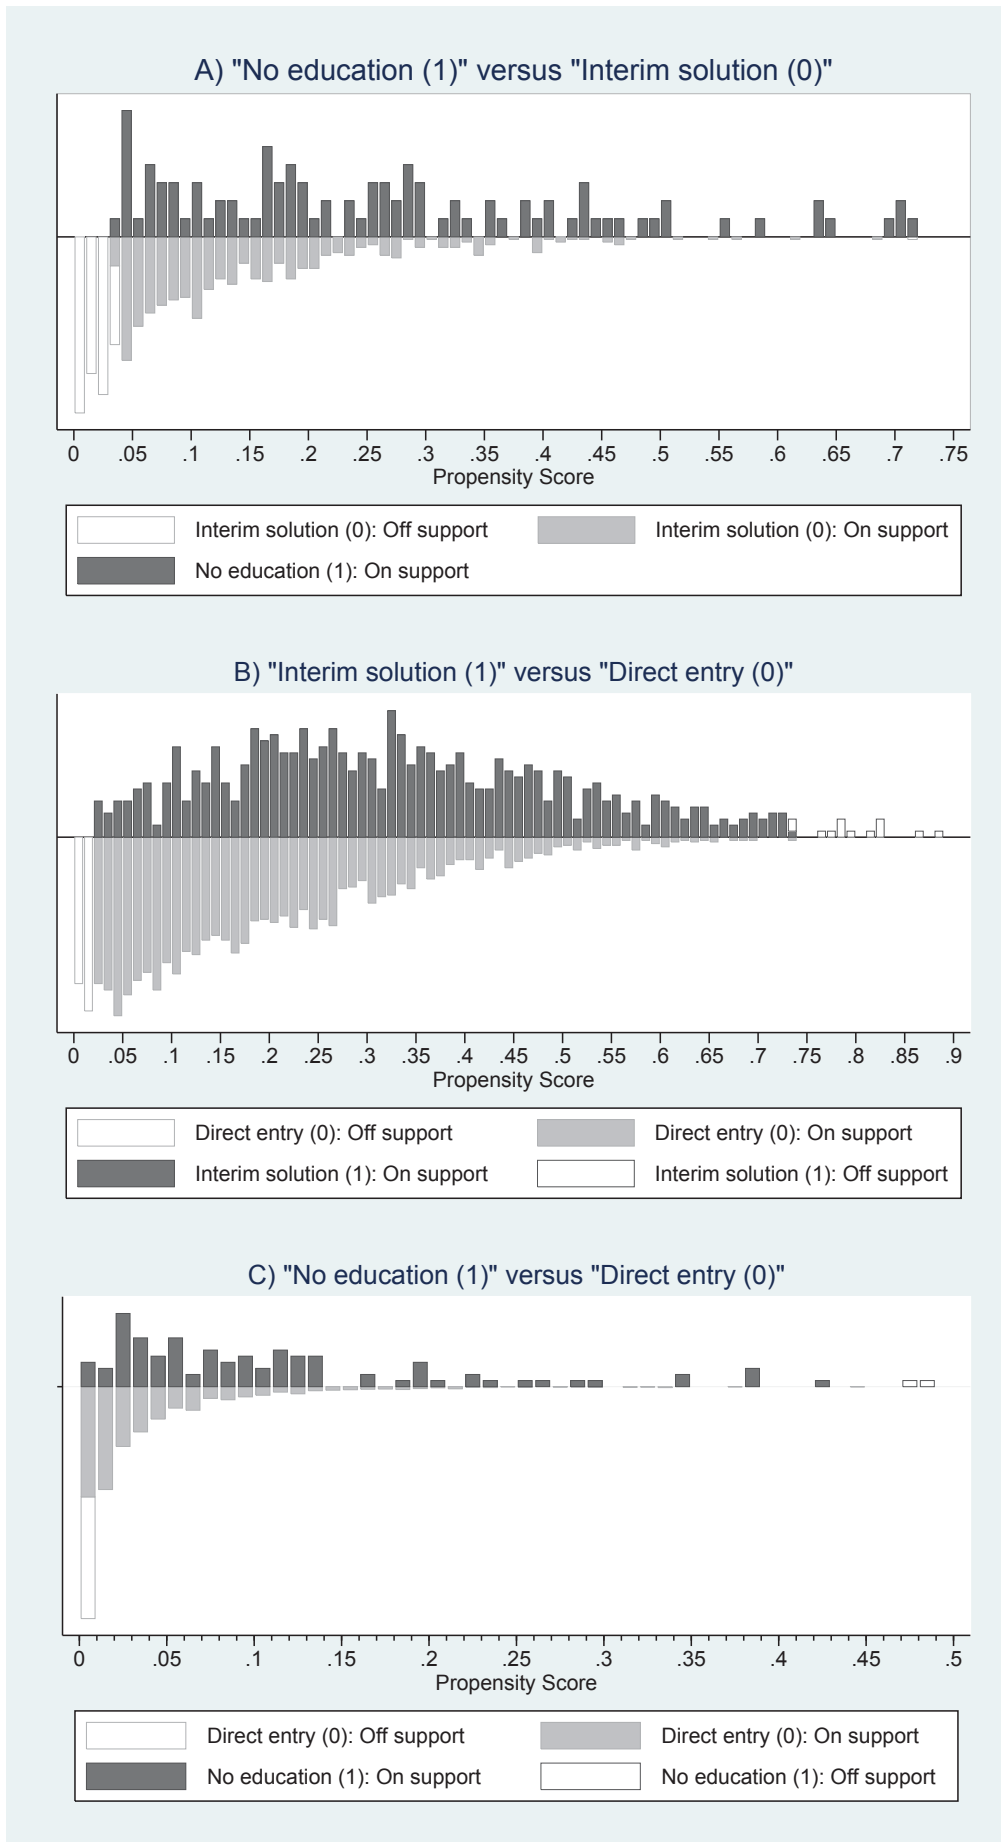 A) "No education (1)" versus "Interim solution (0)"
0 .05 .1 .15 .2 .25 .3 .35 .4 .45 .5 .55 .6 .65 .7 .75
Propensity Score
Interim solution (0): Off support Interim solution (0): On support
No education (1): On support
B) "Interim solution (1)" versus "Direct entry (0)"
0 .05 .1 .15 .2 .25 .3 .35 .4 .45 .5 .55 .6 .65 .7 .75 .8 .85 .9
Propensity Score
Direct entry (0): Off support Direct entry (0): On support
Interim solution (1): On support Interim solution (1): Off support
C) "No education (1)" versus "Direct entry (0)"
0 .05 .1 .15 .2 .25 .3 .35 .4 .45 .5
Propensity Score
Direct entry (0): Off support Direct entry (0): On support
No education (1): On support No education (1): Off support